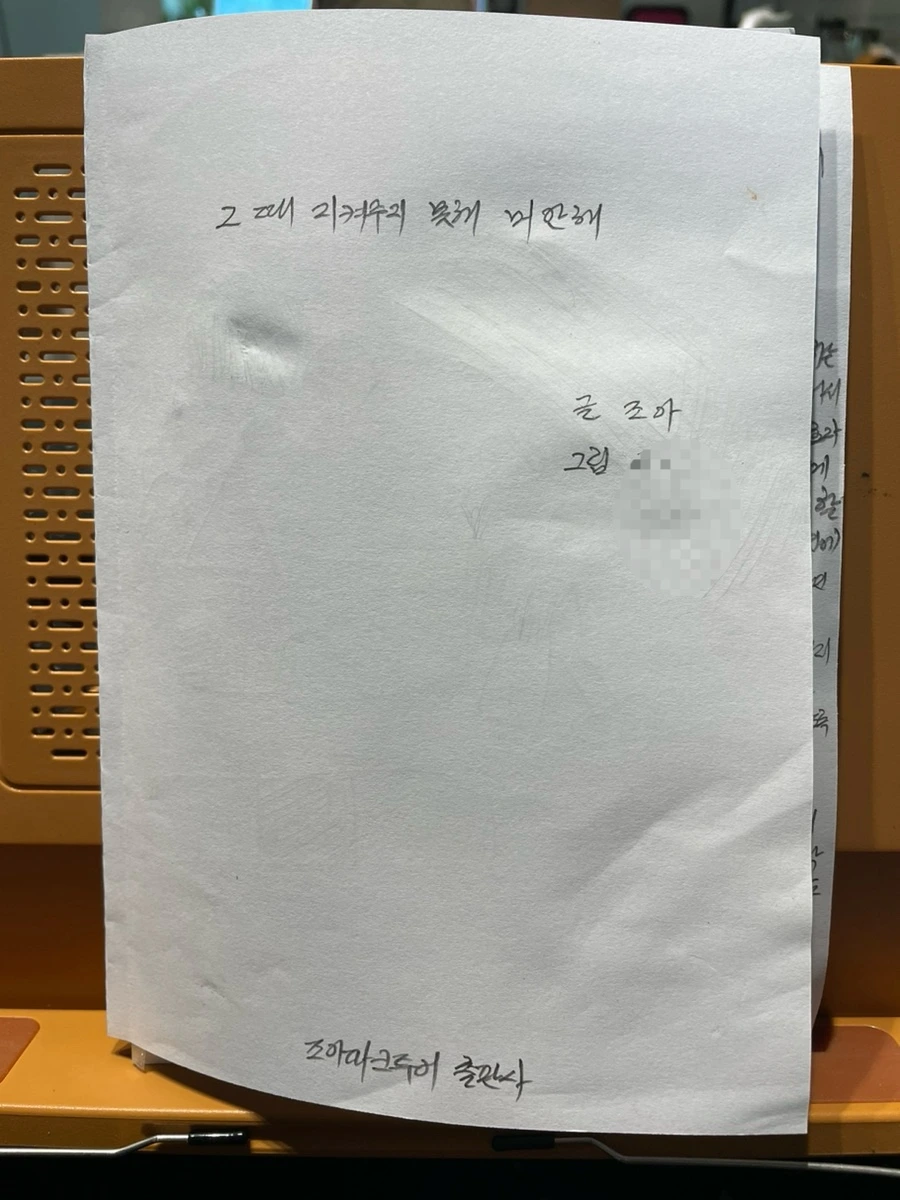 그 때 지켜주지 못해 미안해
글 조아
그림
조아마크투어 출판사